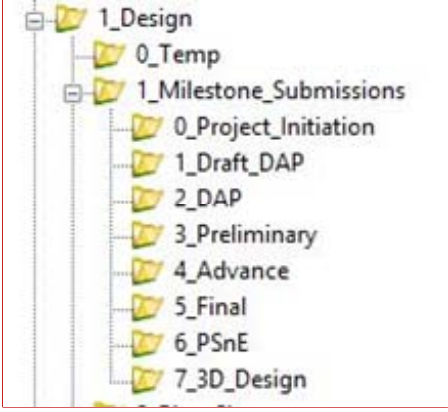 1_Design
0_Temp
1_Milestone_Submissions
0_Project_Initiation
1_Draft_DAP
2_DAP
3_Preliminary
4_Advance
5_Final
6_PSnE
7_3D_Design